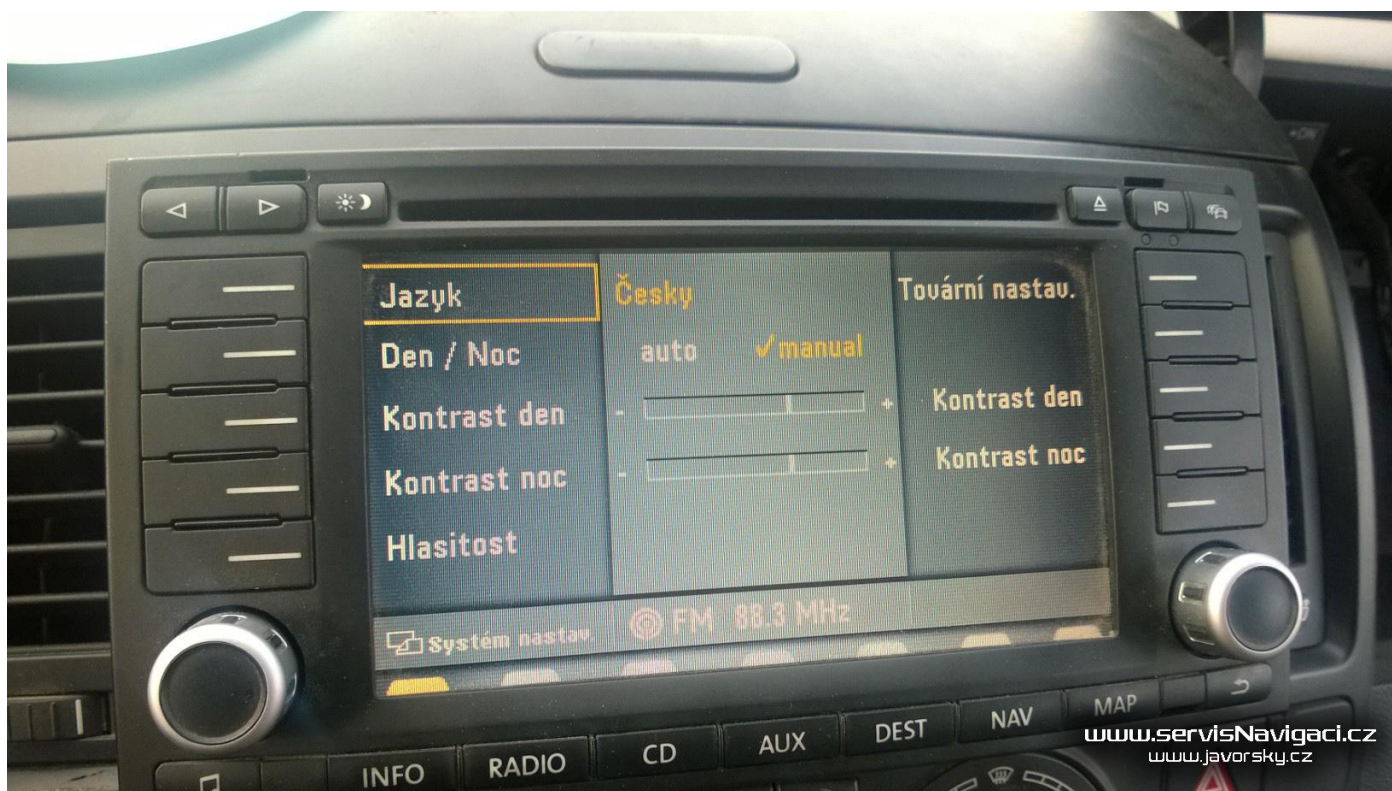 Jazyk
Česky
Tovární nastav.
Den / Noc
auto
✓manual
Kontrast den
-
+
Kontrast den
Kontrast noc
-
+
Kontrast noc
Hlasitost
Systém nastav.
FM 88.3 MHz
INFO
RADIO
CD
AUX
DEST
NAV
MAP
www.servisNavigaci.cz
www.javorsky.cz